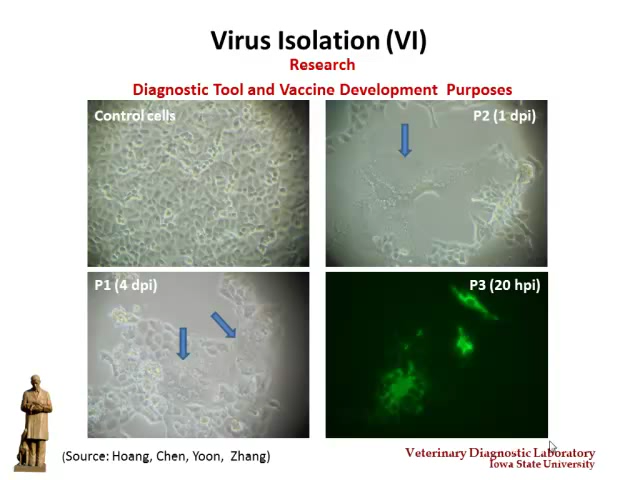 Virus Isolation (VI)
Research
Diagnostic Tool and Vaccine Development Purposes
Control cells
P2 (1 dpi)
P1 (4 dpi)
P3 (20 hpi)
(Source: Hoang, Chen, Yoon, Zhang)
Veterinary Diagnostic Laboratory
Iowa State University